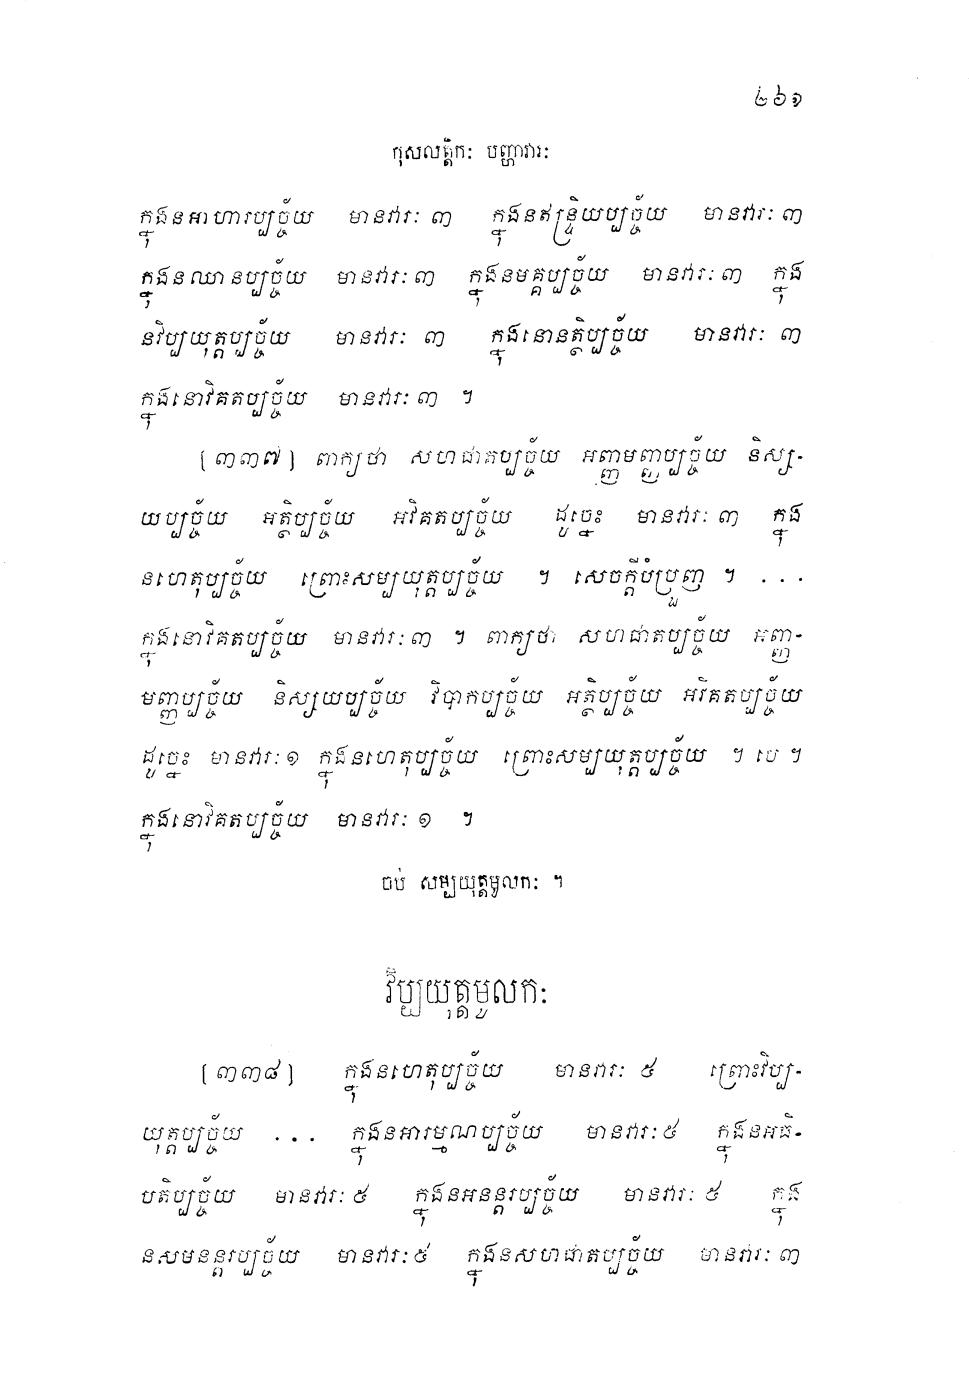 ២៦១
កុសលត្តិកៈ បញ្ហាវារៈ
ក្នុងនអាហារប្បច្ច័យ មានវារៈ ៣ ក្នុងនឥន្ទ្រិយប្បច្ច័យ មានវារៈ ៣
ក្នុងនឈានប្បច្ច័យ មានវារៈ ៣ ក្នុងនមគ្គប្បច្ច័យ មានវារៈ ៣ ក្នុង
នវិប្បយុត្តប្បច្ច័យ មានវារៈ ៣ ក្នុងនោនត្ថិប្បច្ច័យ មានវារៈ ៣
ក្នុងនោវិគតប្បច្ច័យ មានវារៈ ៣ ។
[៣៣៧] ពាក្យថា សហជាតប្បច្ច័យ អញ្ញមញ្ញប្បច្ច័យ និស្ស-
យប្បច្ច័យ អត្ថិប្បច្ច័យ អវិគតប្បច្ច័យ ដូច្នេះ មានវារៈ ៣ ក្នុង
នហេតុប្បច្ច័យ ព្រោះសម្បយុត្តប្បច្ច័យ ។ សេចក្តីបំប្រួញ ។ ...
ក្នុងនោវិគតប្បច្ច័យ មានវារៈ ៣ ។ ពាក្យថា សហជាតប្បច្ច័យ អញ្ញ-
មញ្ញប្បច្ច័យ និស្សយប្បច្ច័យ វិបាកប្បច្ច័យ អត្ថិប្បច្ច័យ អវិគតប្បច្ច័យ
ដូច្នេះ មានវារៈ ១ ក្នុងនហេតុប្បច្ច័យ ព្រោះសម្បយុត្តប្បច្ច័យ ។ បេ ។
ក្នុងនោវិគតប្បច្ច័យ មានវារៈ ១ ។
ចប់ សម្បយុត្តមូលកៈ ។
វិប្បយុត្តមូលកៈ
[៣៣៨] ក្នុងនហេតុប្បច្ច័យ មានវារៈ ៥ ព្រោះវិប្ប-
យុត្តប្បច្ច័យ ... ក្នុងនអារម្មណប្បច្ច័យ មានវារៈ ៥ ក្នុងនអធិ-
បតិប្បច្ច័យ មានវារៈ ៥ ក្នុងនអនន្តរប្បច្ច័យ មានវារៈ ៥ ក្នុង
នសមនន្តរប្បច្ច័យ មានវារៈ ៥ ក្នុងនសហជាតប្បច្ច័យ មានវារៈ ៣